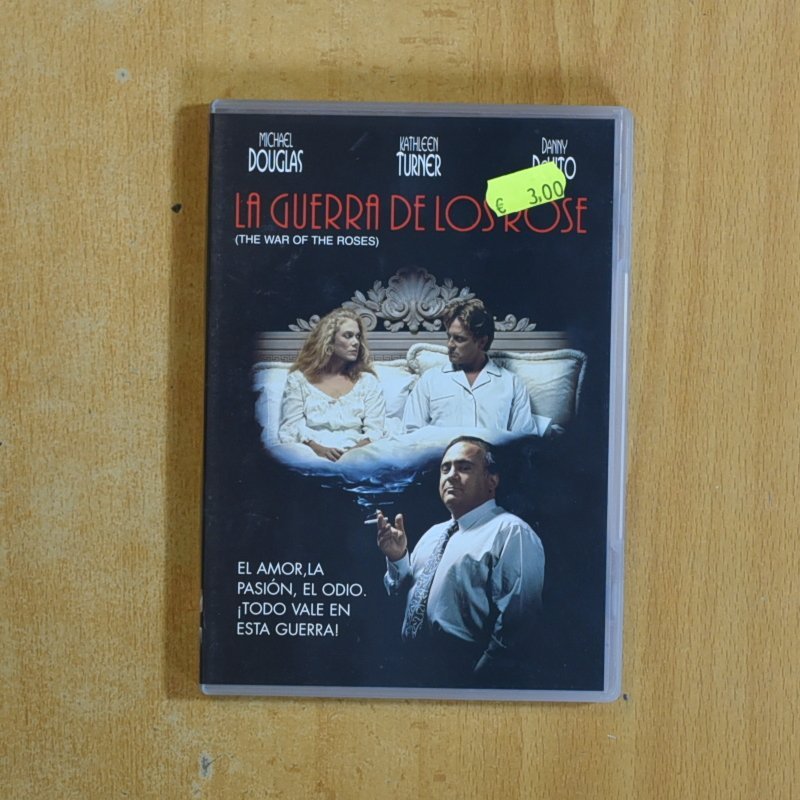 MICHAEL
DOUGLAS
KATHLEEN
TURNER
DANNY
DeVITO
€ 3,00
LA GUERRA DE LOS ROSE
(THE WAR OF THE ROSES)
EL AMOR,LA
PASIÓN, EL ODIO.
¡TODO VALE EN
ESTA GUERRA!